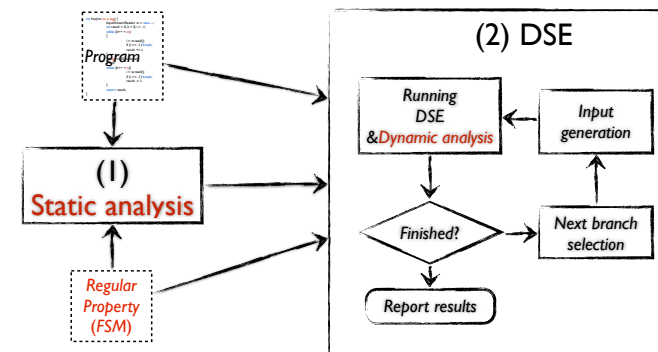 Program
(1)
Static analysis
Regular
Property
(FSM)
(2) DSE
Running
DSE
&Dynamic analysis
Input
generation
Finished?
Next branch
selection
Report results